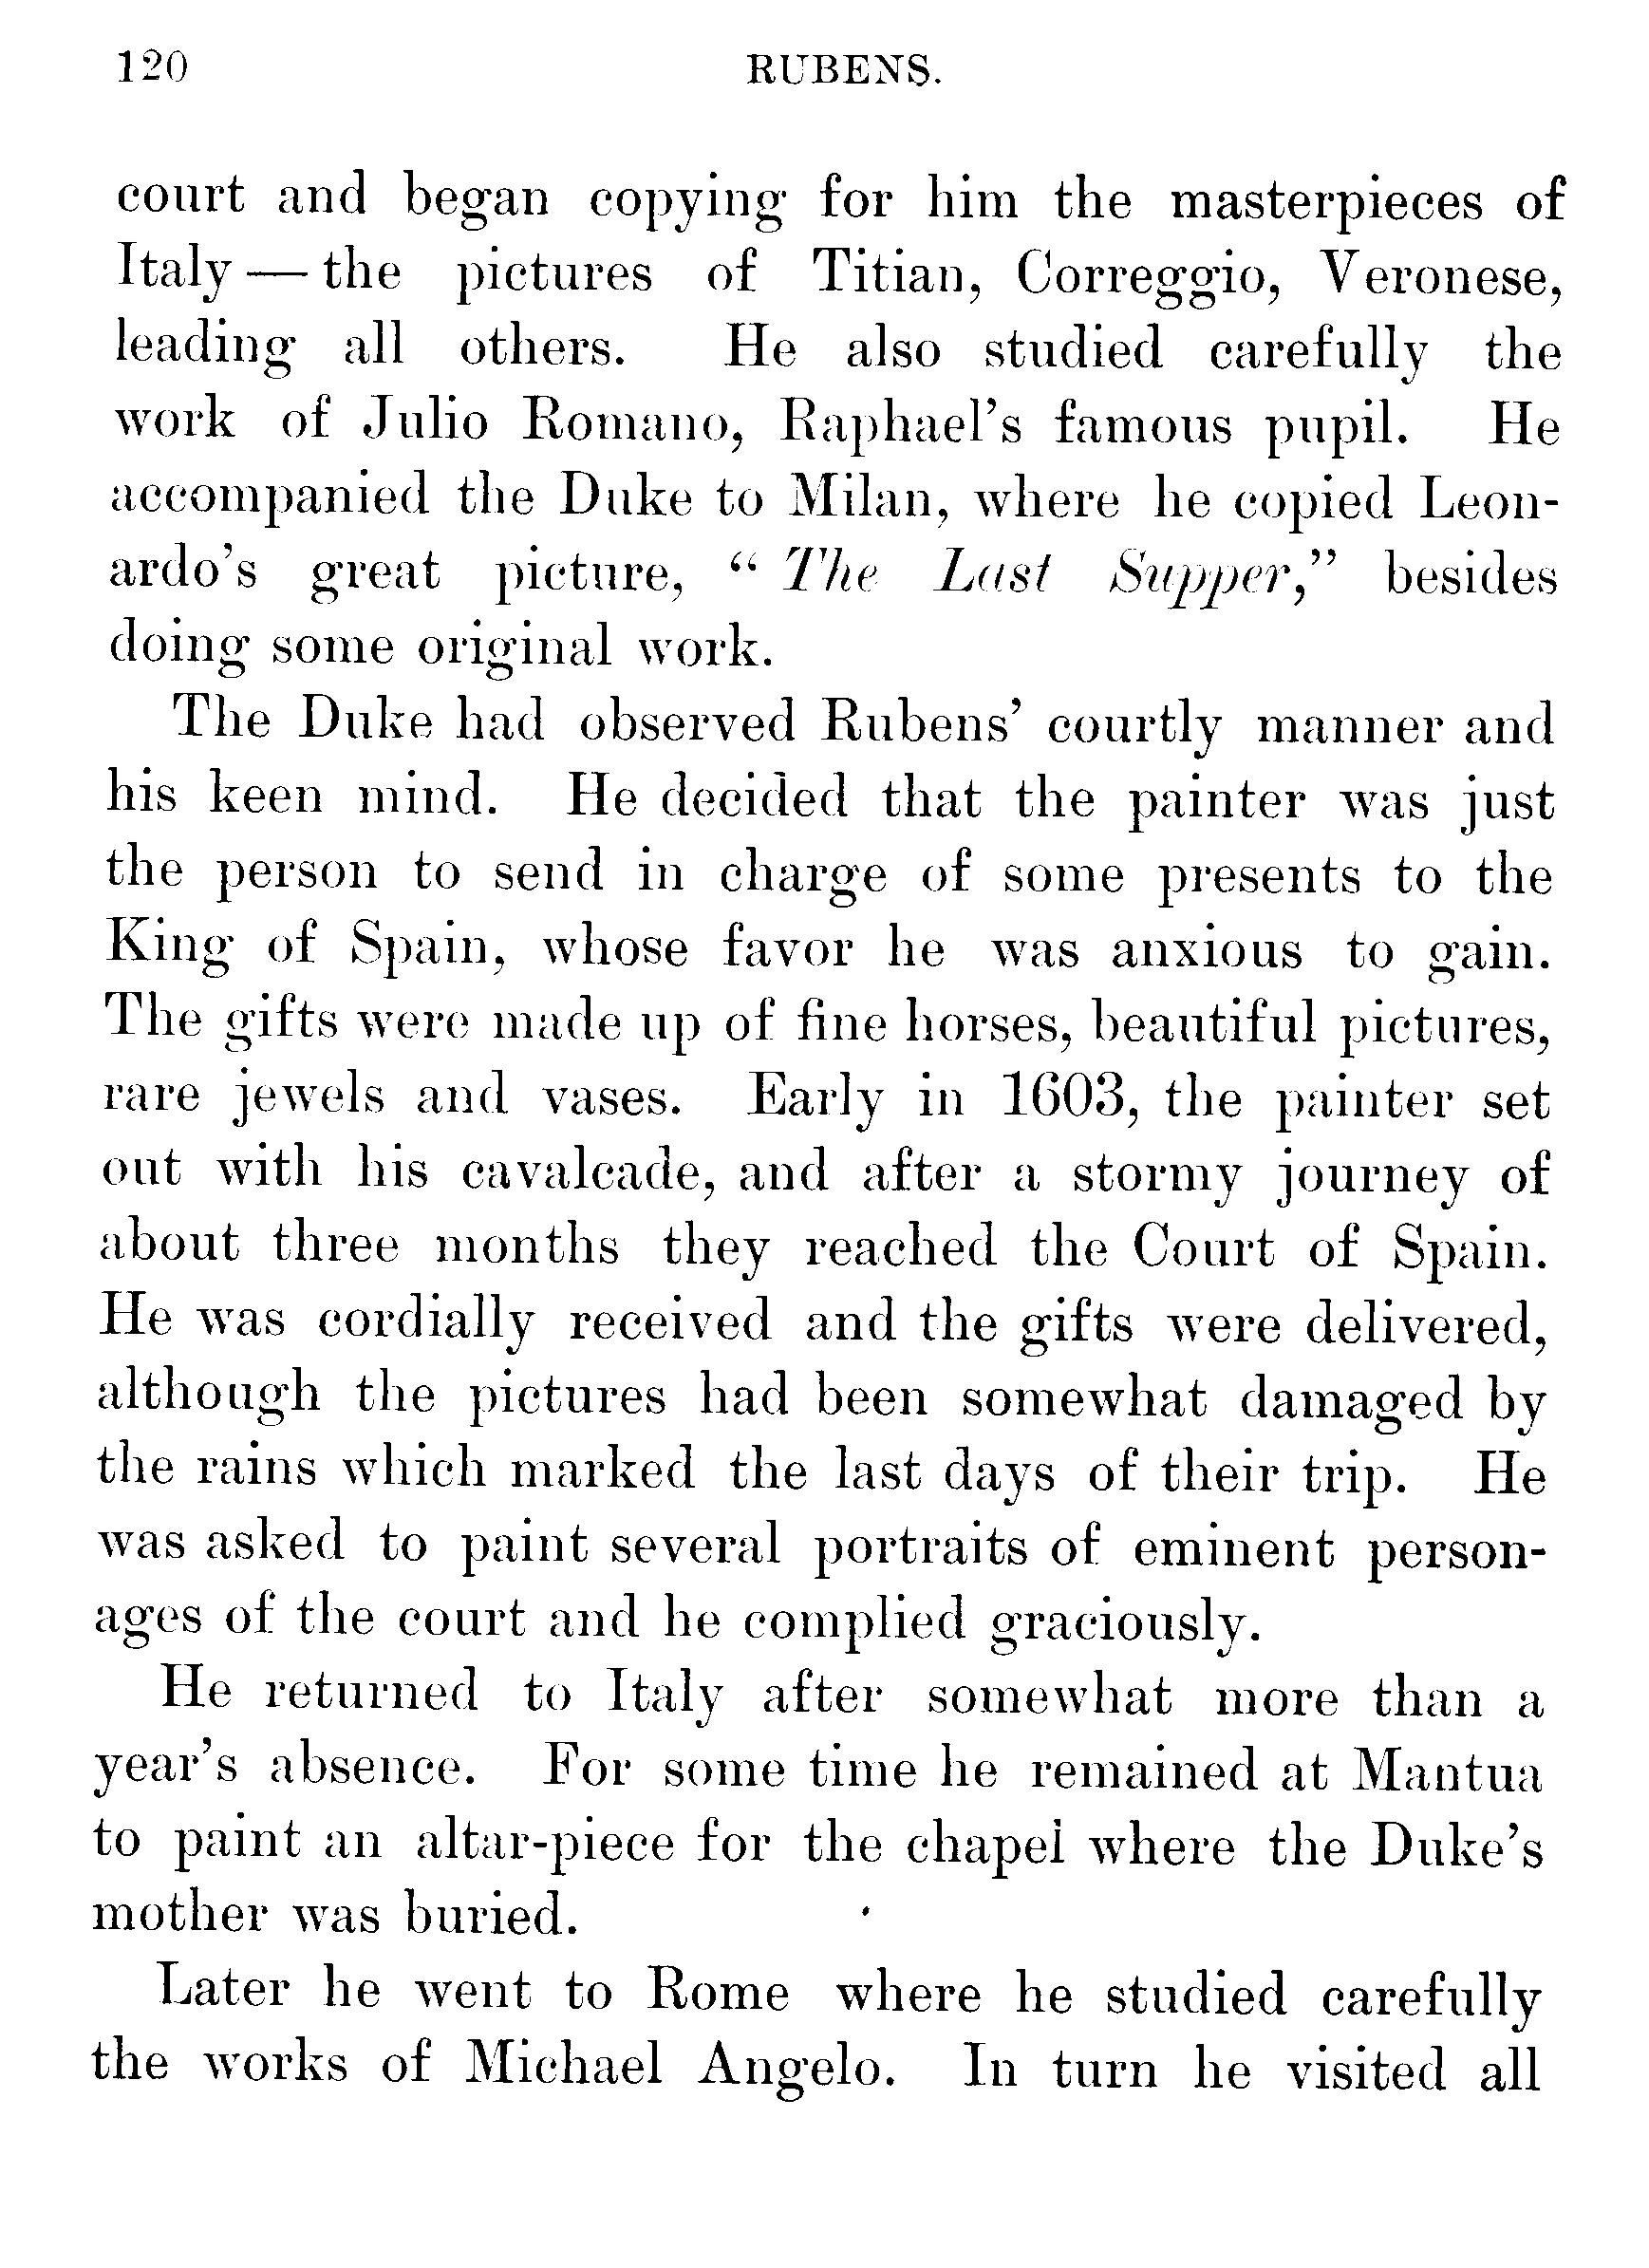 120 RUBENS.
court and began copying for him the masterpieces of
Italy — the pictures of Titian, Correggio, Veronese,
leading all others. He also studied carefully the
work of Julio Romano, Raphael's famous pupil. He
accompanied the Duke to Milan, where he copied Leon-
ardo's great picture, “ The Last Supper,” besides
doing some original work.
The Duke had observed Rubens' courtly manner and
his keen mind. He decided that the painter was just
the person to send in charge of some presents to the
King of Spain, whose favor he was anxious to gain.
The gifts were made up of fine horses, beautiful pictures,
rare jewels and vases. Early in 1603, the painter set
out with his cavalcade, and after a stormy journey of
about three months they reached the Court of Spain.
He was cordially received and the gifts were delivered,
although the pictures had been somewhat damaged by
the rains which marked the last days of their trip. He
was asked to paint several portraits of eminent person-
ages of the court and he complied graciously.
He returned to Italy after somewhat more than a
year's absence. For some time he remained at Mantua
to paint an altar-piece for the chapel where the Duke's
mother was buried.
Later he went to Rome where he studied carefully
the works of Michael Angelo. In turn he visited all